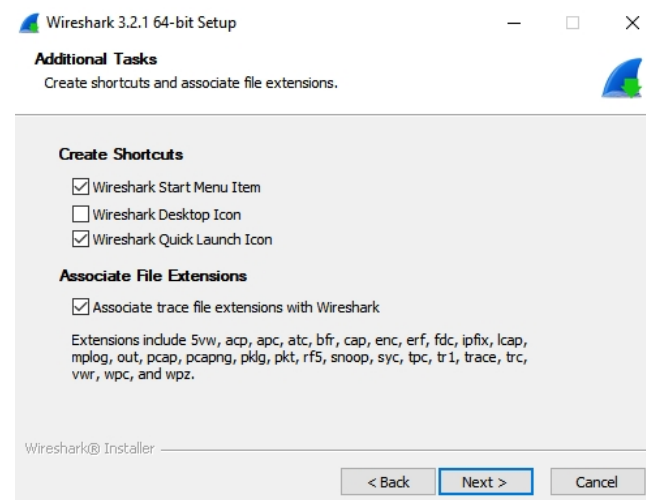 Wireshark 3.2.1 64-bit Setup
Additional Tasks
Create shortcuts and associate file extensions.
Create Shortcuts
Wireshark Start Menu Item
Wireshark Desktop Icon
Wireshark Quick Launch Icon
Associate File Extensions
Associate trace file extensions with Wireshark
Extensions include 5vw, acp, apc, atc, bfr, cap, enc, erf, fdc, ipfix, lcap,
mplog, out, pcap, pcapng, pklg, pkt, rf5, snoop, syc, tpc, tr1, trace, trc,
vwr, wpc, and wpz.
Wireshark® Installer
< Back Next > Cancel